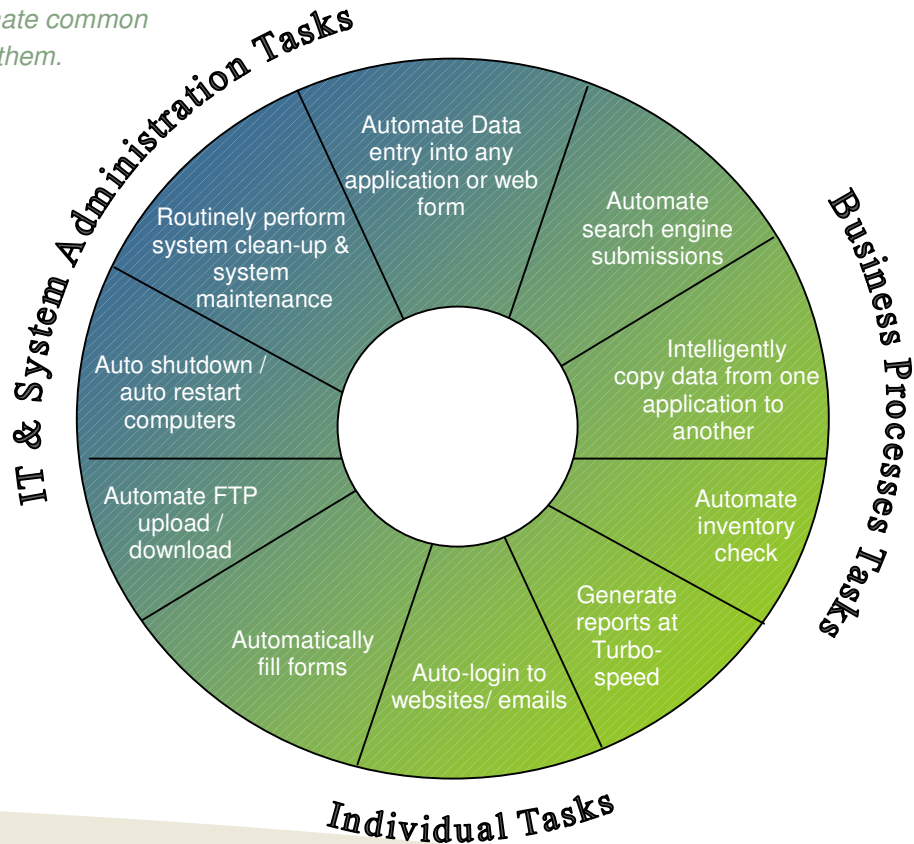 ate common
them.
IT & System Administration Tasks
Automate Data
entry into any
application or web
form
Automate
search engine
submissions
Intelligently
copy data from one
application to
another
Automate
inventory
check
Generate
reports at
Turbo-
speed
Auto-login to
websites/ emails
Automatically
fill forms
Automate FTP
upload /
download
Auto shutdown /
auto restart
computers
Routinely perform
system clean-up &
system
maintenance
Business Processes Tasks
Individual Tasks